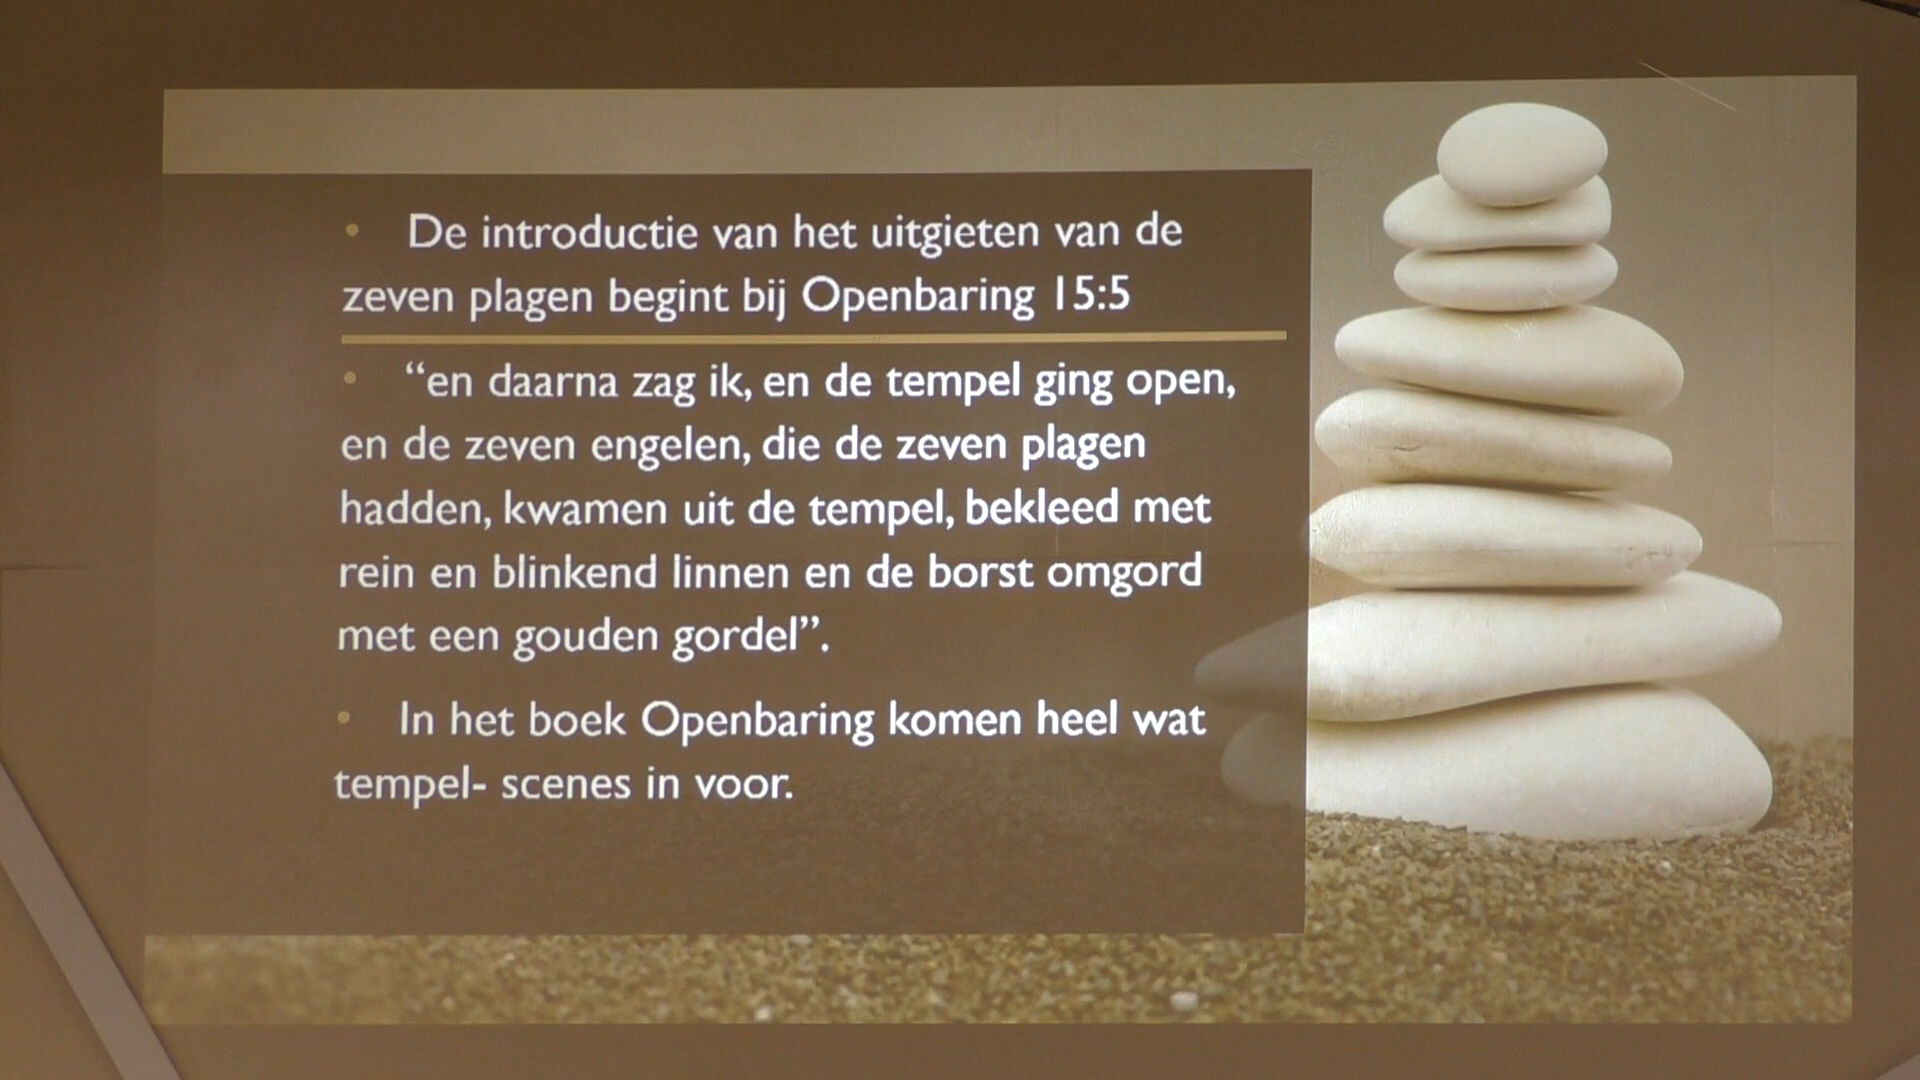 • De introductie van het uitgieten van de
zeven plagen begint bij Openbaring 15:5
• “en daarna zag ik, en de tempel ging open,
en de zeven engelen, die de zeven plagen
hadden, kwamen uit de tempel, bekleed met
rein en blinkend linnen en de borst omgord
met een gouden gordel”.
• In het boek Openbaring komen heel wat
tempel- scenes in voor.